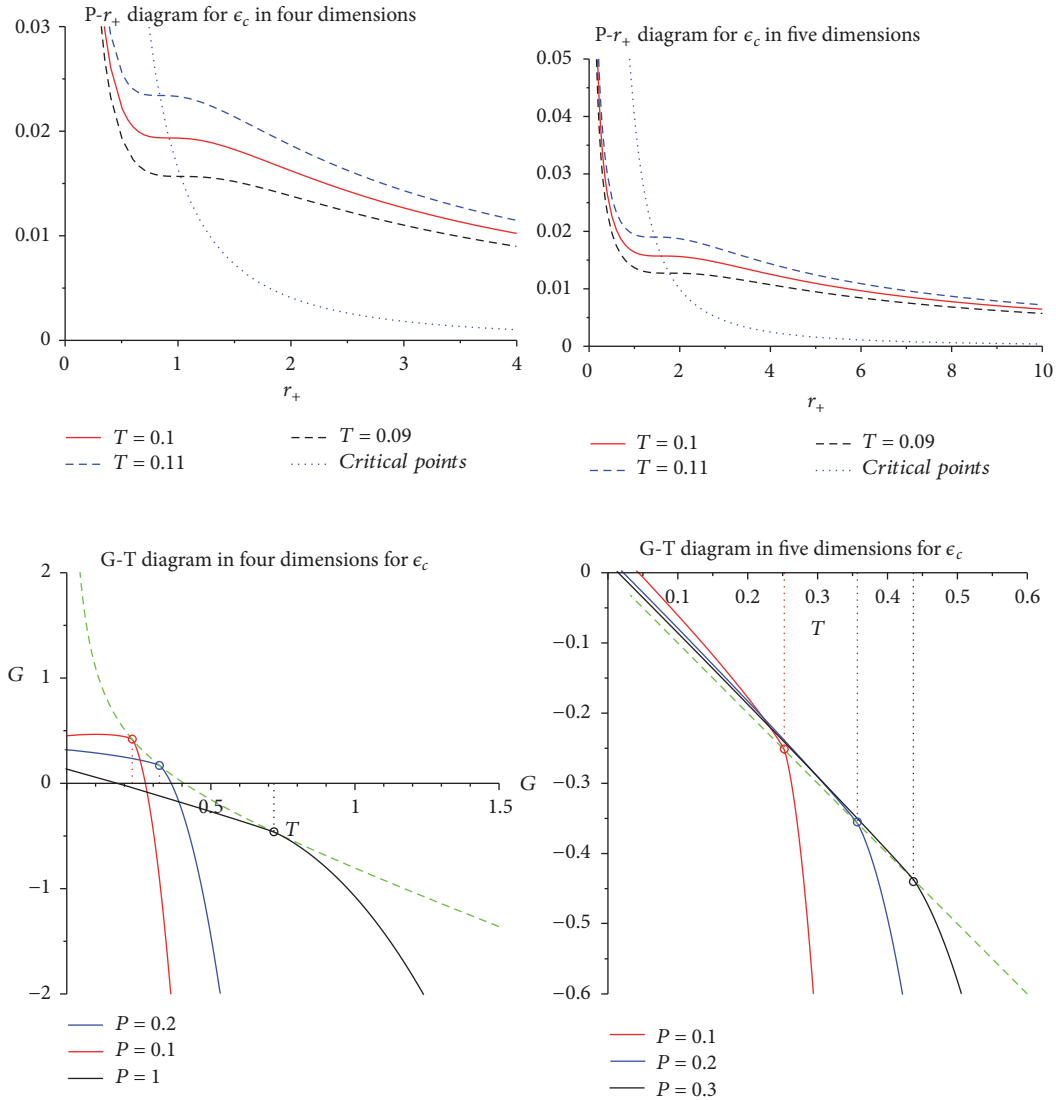 P-r₊ diagram for ϵ_c in four dimensions
0.03
0.02
0.01
0
0 1 2 3 4
r₊
T = 0.1
T = 0.11
T = 0.09
Critical points
P-r₊ diagram for ϵ_c in five dimensions
0.05
0.04
0.03
0.02
0.01
0
0 2 4 6 8 10
r₊
T = 0.1
T = 0.11
T = 0.09
Critical points
G-T diagram in four dimensions for ϵ_c
2
1
G
0
0.5 1 1.5
T
−1
−2
P = 0.2
P = 0.1
P = 1
G-T diagram in five dimensions for ϵ_c
0
0.1 0.2 0.3 0.4 0.5 0.6
T
−0.1
−0.2
G
−0.3
−0.4
−0.5
−0.6
P = 0.1
P = 0.2
P = 0.3